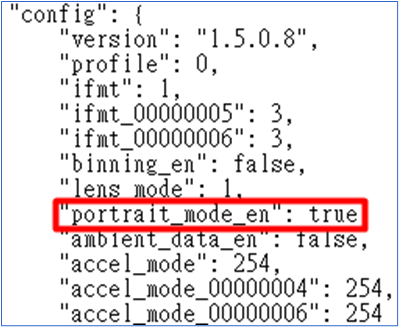 "config": {
"version": "1.5.0.8",
"profile": 0,
"ifmt": 1,
"ifmt_00000005": 3,
"ifmt_00000006": 3,
"binning_en": false,
"lens_mode": 1,
"portrait_mode_en": true
"ambient_data_en": false,
"accel_mode": 254,
"accel_mode_00000004": 254,
"accel_mode_00000006": 254